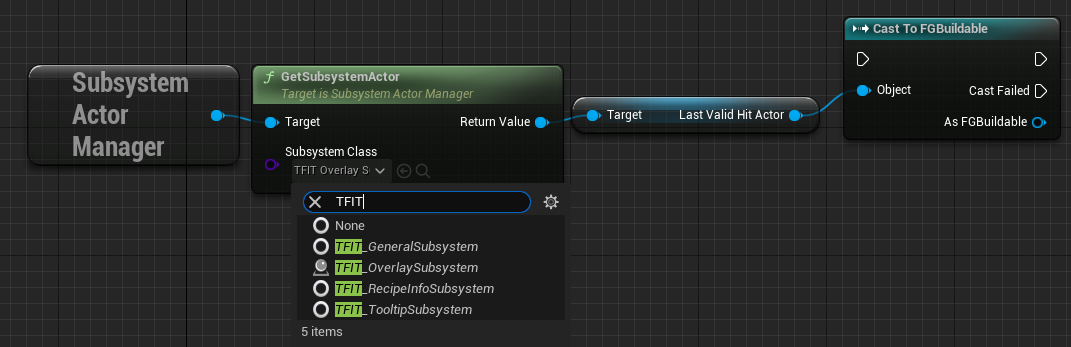 Cast To FGBuildable
Subsystem
Actor
Manager
GetSubsystemActor
Target is Subsystem Actor Manager
Target
Return Value
Target
Last Valid Hit Actor
Object
Cast Failed
As FGBuildable
Subsystem Class
TFIT Overlay S
TFIT
None
TFIT_GeneralSubsystem
TFIT_OverlaySubsystem
TFIT_RecipeInfoSubsystem
TFIT_TooltipSubsystem
5 items